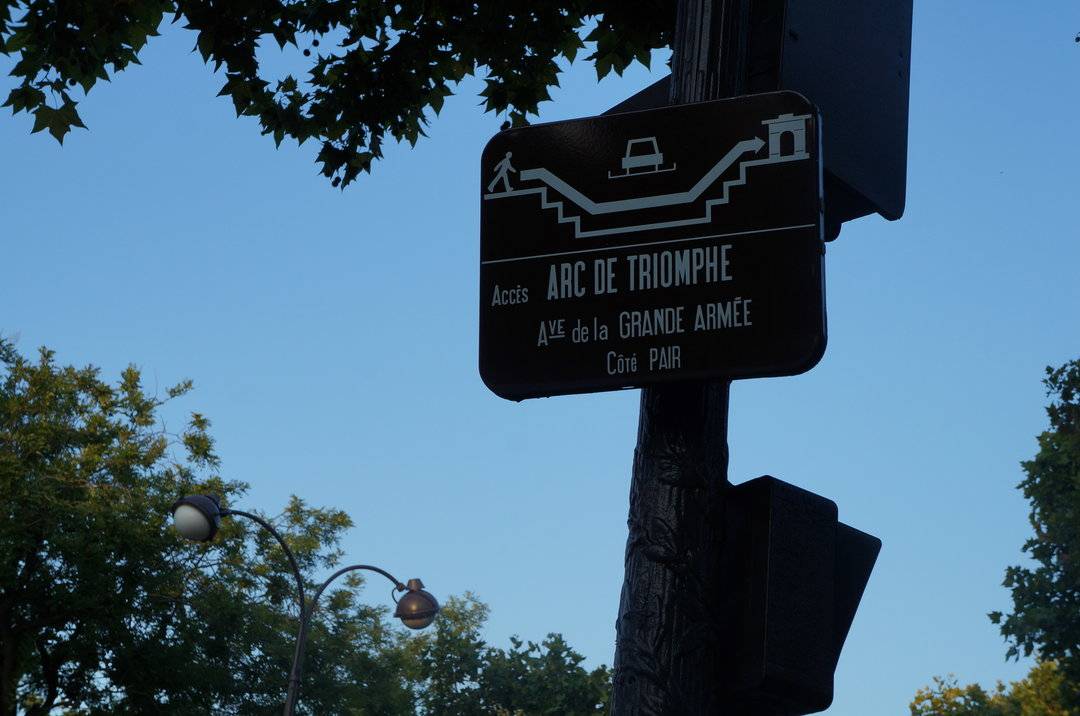 Accès ARC DE TRIOMPHE
AVE de la GRANDE ARMÉE
Côté PAIR